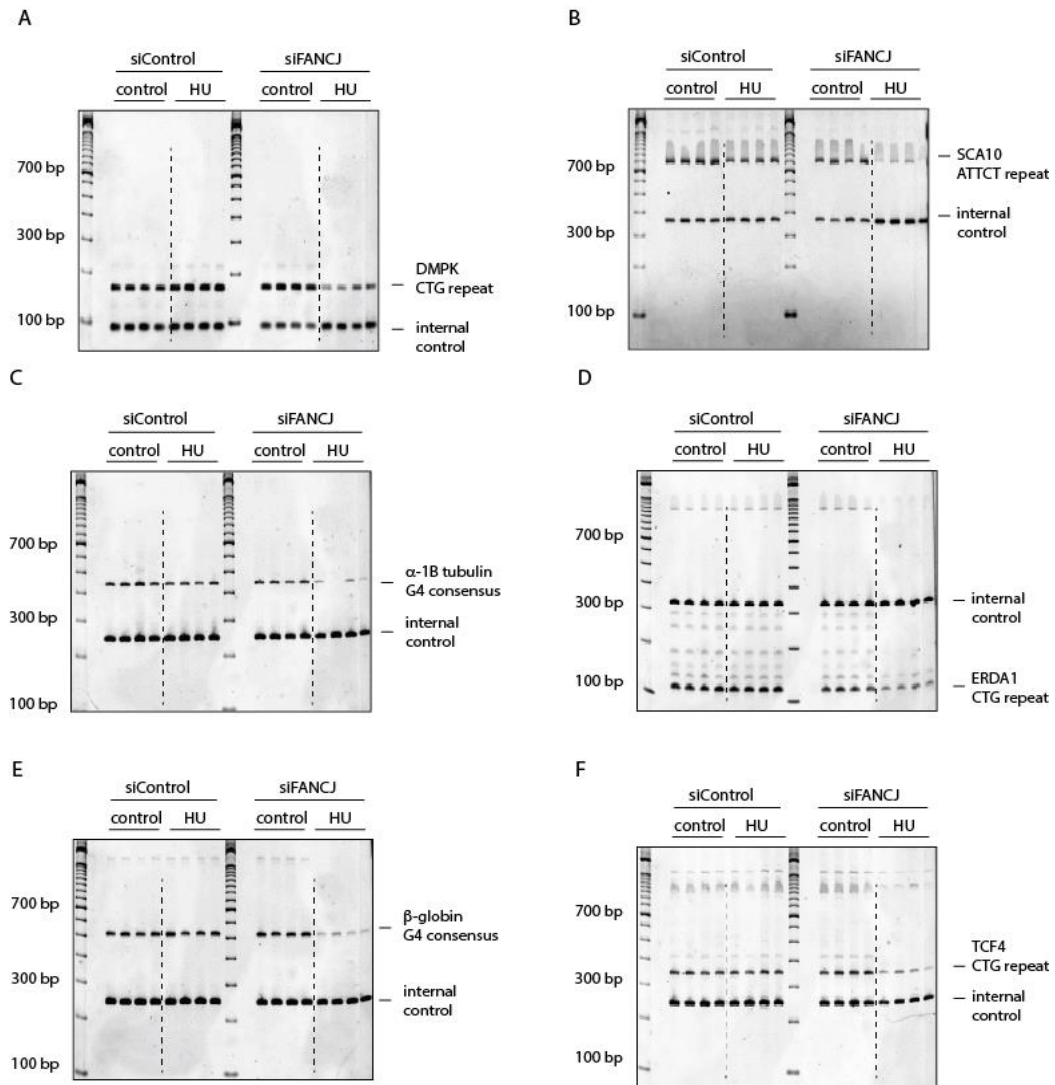 A
siControl siFANCJ
control HU control HU
700 bp
300 bp
DMPK
CTG repeat
100 bp
internal
control
B
siControl siFANCJ
control HU control HU
700 bp
SCA10
ATTCT repeat
internal
control
300 bp
100 bp
C
siControl siFANCJ
control HU control HU
700 bp
α-1B tubulin
G4 consensus
300 bp
internal
control
100 bp
D
siControl siFANCJ
control HU control HU
700 bp
300 bp
internal
control
100 bp
ERDA1
CTG repeat
E
siControl siFANCJ
control HU control HU
700 bp
β-globin
G4 consensus
300 bp
internal
control
100 bp
F
siControl siFANCJ
control HU control HU
700 bp
TCF4
CTG repeat
300 bp
internal
control
100 bp